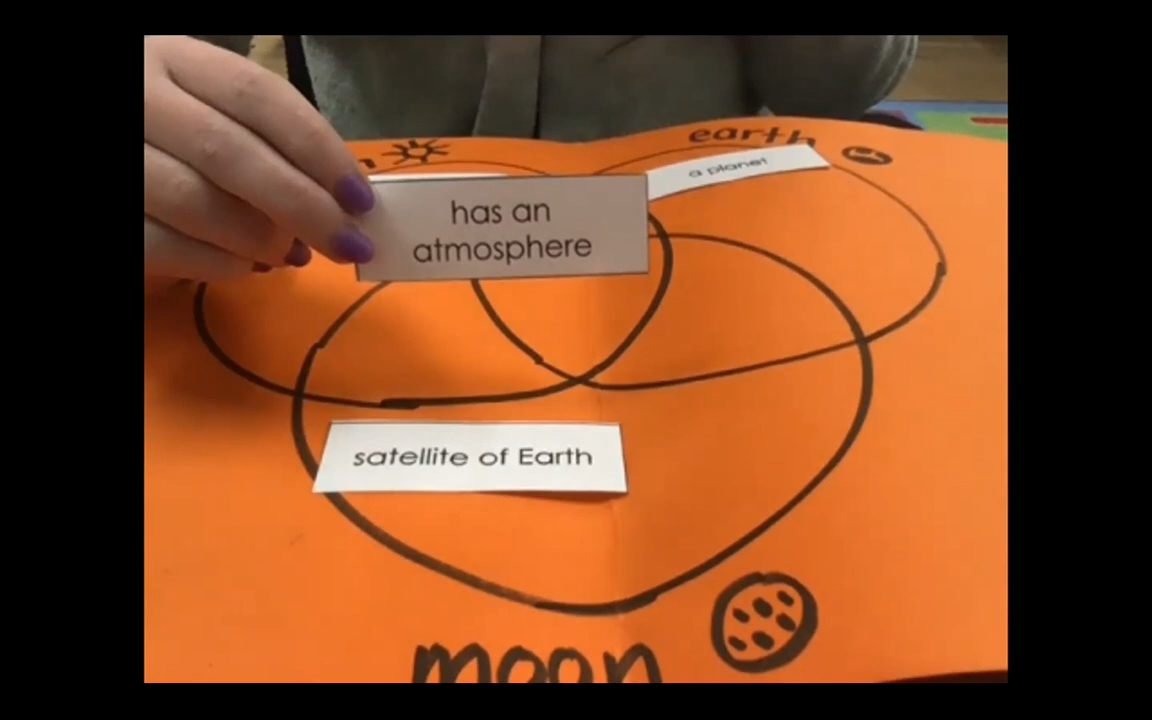 earth
a planet
has an
atmosphere
satellite of Earth
moon